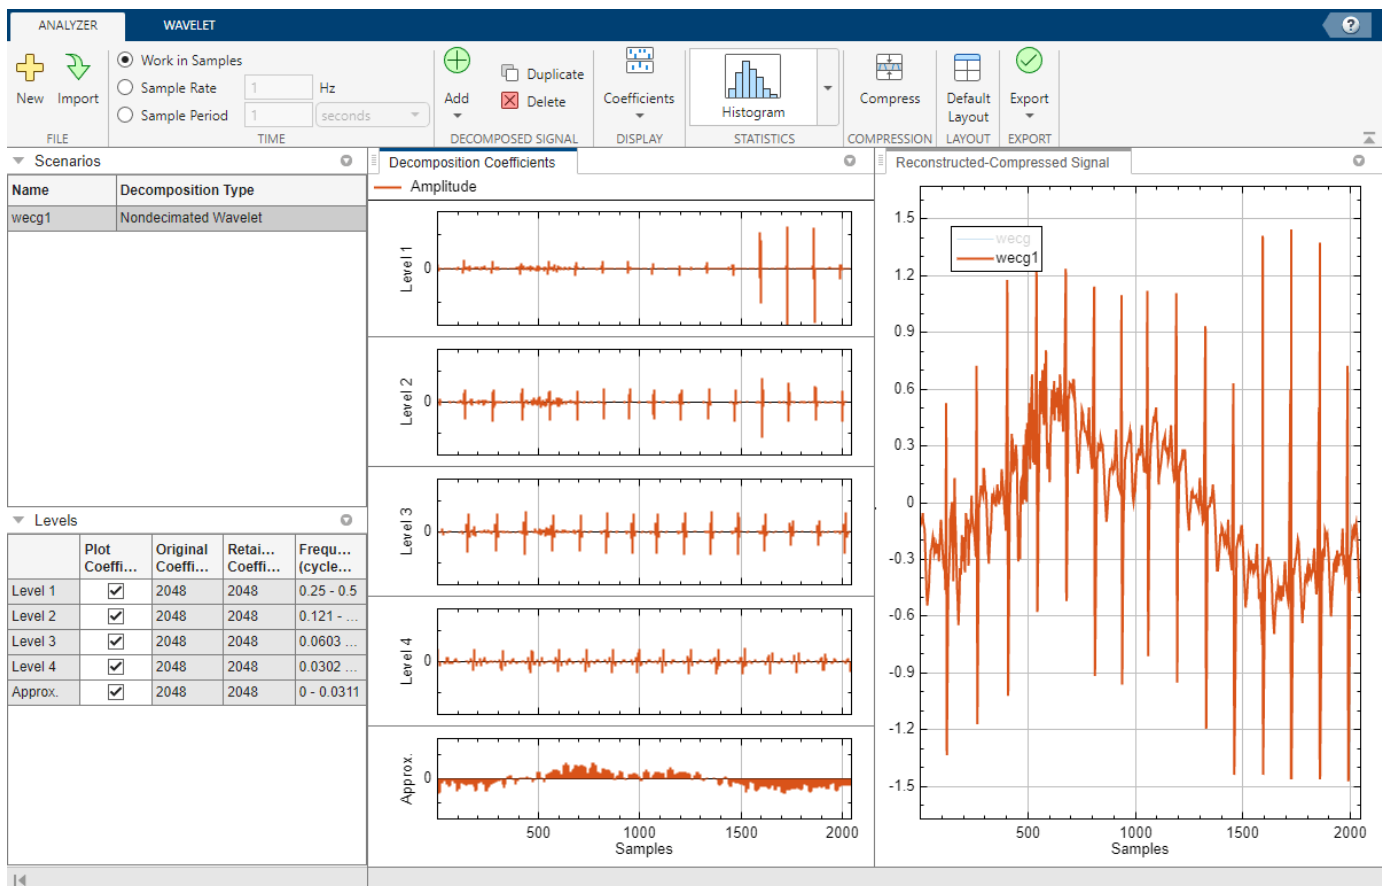 ANALYZER WAVELET
?
New Import
Work in Samples
Sample Rate 1 Hz
Sample Period 1 seconds
Add
Duplicate
Delete
Coefficients
Histogram
Compress
Default Layout
Export
FILE TIME DECOMPOSED SIGNAL DISPLAY STATISTICS COMPRESSION LAYOUT EXPORT
Scenarios
Name Decomposition Type
wecg1 Nondecimated Wavelet
Levels
Plot Coeffi... Original Coeffi... Retai... Coeffi... Frequ... (cycle...
Level 1 2048 2048 0.25 - 0.5
Level 2 2048 2048 0.121 - ...
Level 3 2048 2048 0.0603 ...
Level 4 2048 2048 0.0302 ...
Approx. 2048 2048 0 - 0.0311
Decomposition Coefficients
Amplitude
Level 1 0
Level 2 0
Level 3 0
Level 4 0
Approx. 0
500 1000 1500 2000
Samples
Reconstructed-Compressed Signal
wecg
wecg1
1.5
1.2
0.9
0.6
0.3
0
-0.3
-0.6
-0.9
-1.2
-1.5
500 1000 1500 2000
Samples